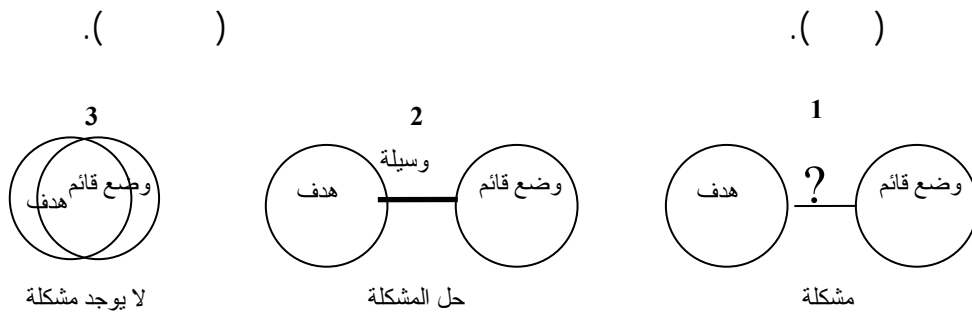 ( ).
( ).
1
وضع قائم
?
هدف
مشكلة
2
وضع قائم
وسيلة
هدف
حل المشكلة
3
وضع قائم
هدف
لا يوجد مشكلة